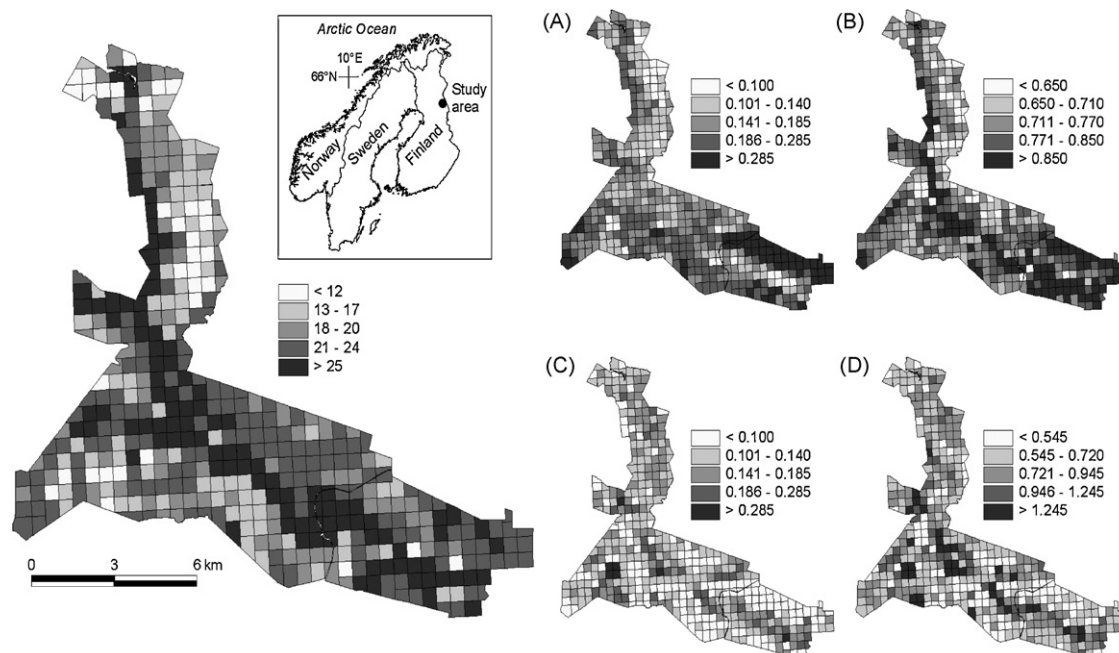 Arctic Ocean
10°E
66°N
Study
area
Norway
Sweden
Finland
< 12
13 - 17
18 - 20
21 - 24
> 25
0 3 6 km
(A)
< 0.100
0.101 - 0.140
0.141 - 0.185
0.186 - 0.285
> 0.285
(B)
< 0.650
0.650 - 0.710
0.711 - 0.770
0.771 - 0.850
> 0.850
(C)
< 0.100
0.101 - 0.140
0.141 - 0.185
0.186 - 0.285
> 0.285
(D)
< 0.545
0.545 - 0.720
0.721 - 0.945
0.946 - 1.245
> 1.245